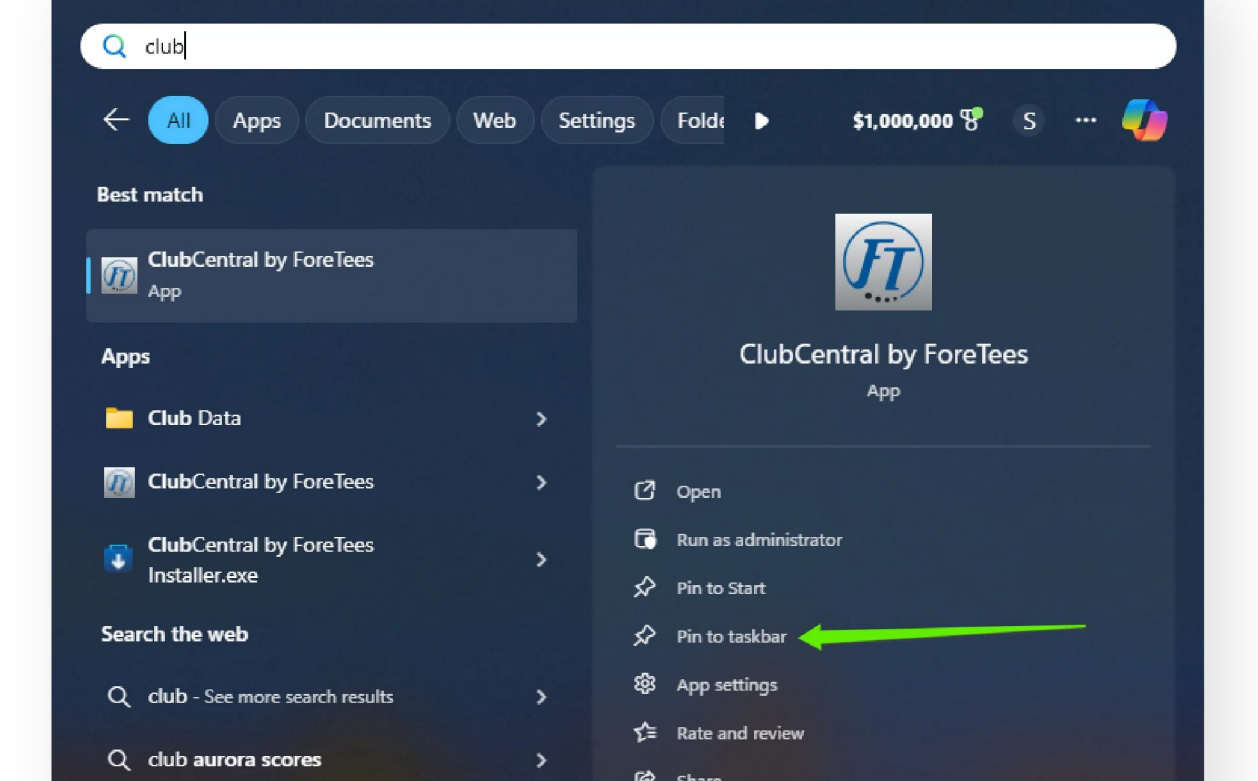 club
All
Apps
Documents
Web
Settings
Folde
$1,000,000
S
Best match
ClubCentral by ForeTees
App
Apps
Club Data
ClubCentral by ForeTees
ClubCentral by ForeTees
Installer.exe
Search the web
club - See more search results
club aurora scores
FT
ClubCentral by ForeTees
App
Open
Run as administrator
Pin to Start
Pin to taskbar
App settings
Rate and review
Share